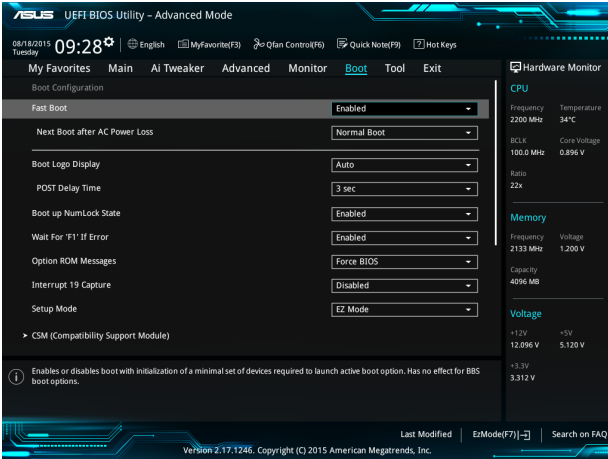 ASUS UEFI BIOS Utility – Advanced Mode
08/18/2015 Tuesday 09:28 English MyFavorite(F3) Qfan Control(F6) Quick Note(F9) ? Hot Keys
My Favorites Main Ai Tweaker Advanced Monitor Boot Tool Exit
Boot Configuration
Fast Boot Enabled
Next Boot after AC Power Loss Normal Boot
Boot Logo Display Auto
POST Delay Time 3 sec
Boot up NumLock State Enabled
Wait For 'F1' If Error Enabled
Option ROM Messages Force BIOS
Interrupt 19 Capture Disabled
Setup Mode EZ Mode
> CSM (Compatibility Support Module)
i Enables or disables boot with initialization of a minimal set of devices required to launch active boot option. Has no effect for BBS
boot options.
Hardware Monitor
CPU
Frequency Temperature
2200 MHz 34°C
BCLK Core Voltage
100.0 MHz 0.896 V
Ratio
22x
Memory
Frequency Voltage
2133 MHz 1.200 V
Capacity
4096 MB
Voltage
+12V +5V
12.096 V 5.120 V
+3.3V
3.312 V
Last Modified EzMode(F7) Search on FAQ
Version 2.17.1246. Copyright (C) 2015 American Megatrends, Inc.